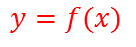 y = f(x)